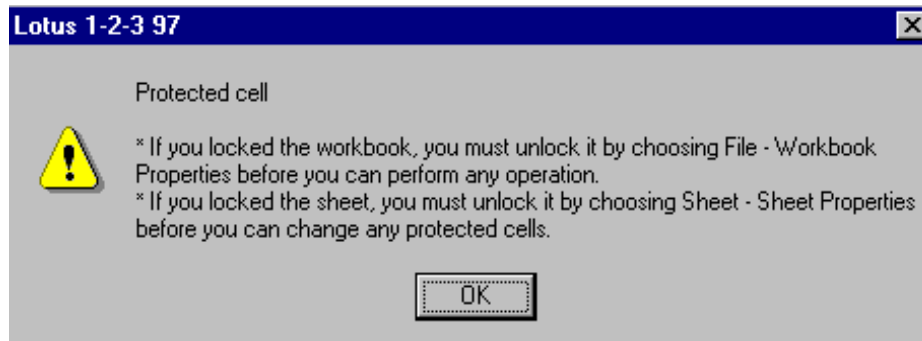 Lotus 1-2-3 97
Protected cell
* If you locked the workbook, you must unlock it by choosing File - Workbook
Properties before you can perform any operation.
* If you locked the sheet, you must unlock it by choosing Sheet - Sheet Properties
before you can change any protected cells.
OK